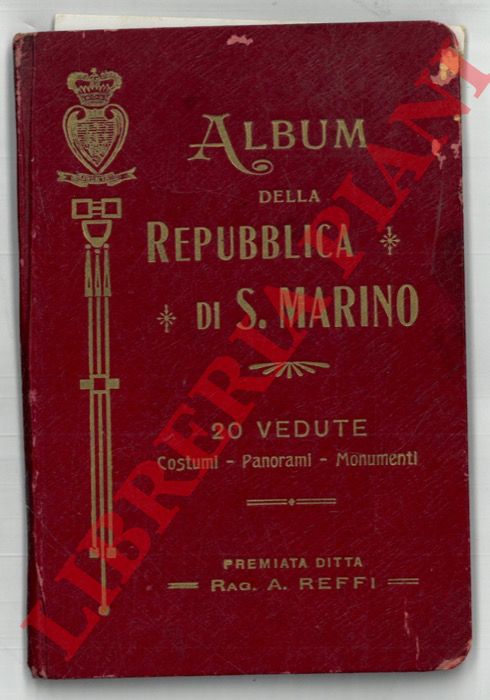 ALBUM
DELLA
REPUBBLICA
DI S. MARINO
20 VEDUTE
Costumi - Panorami - Monumenti
PREMIATA DITTA
RAG. A. REFFI
LIBRERIA PIANI